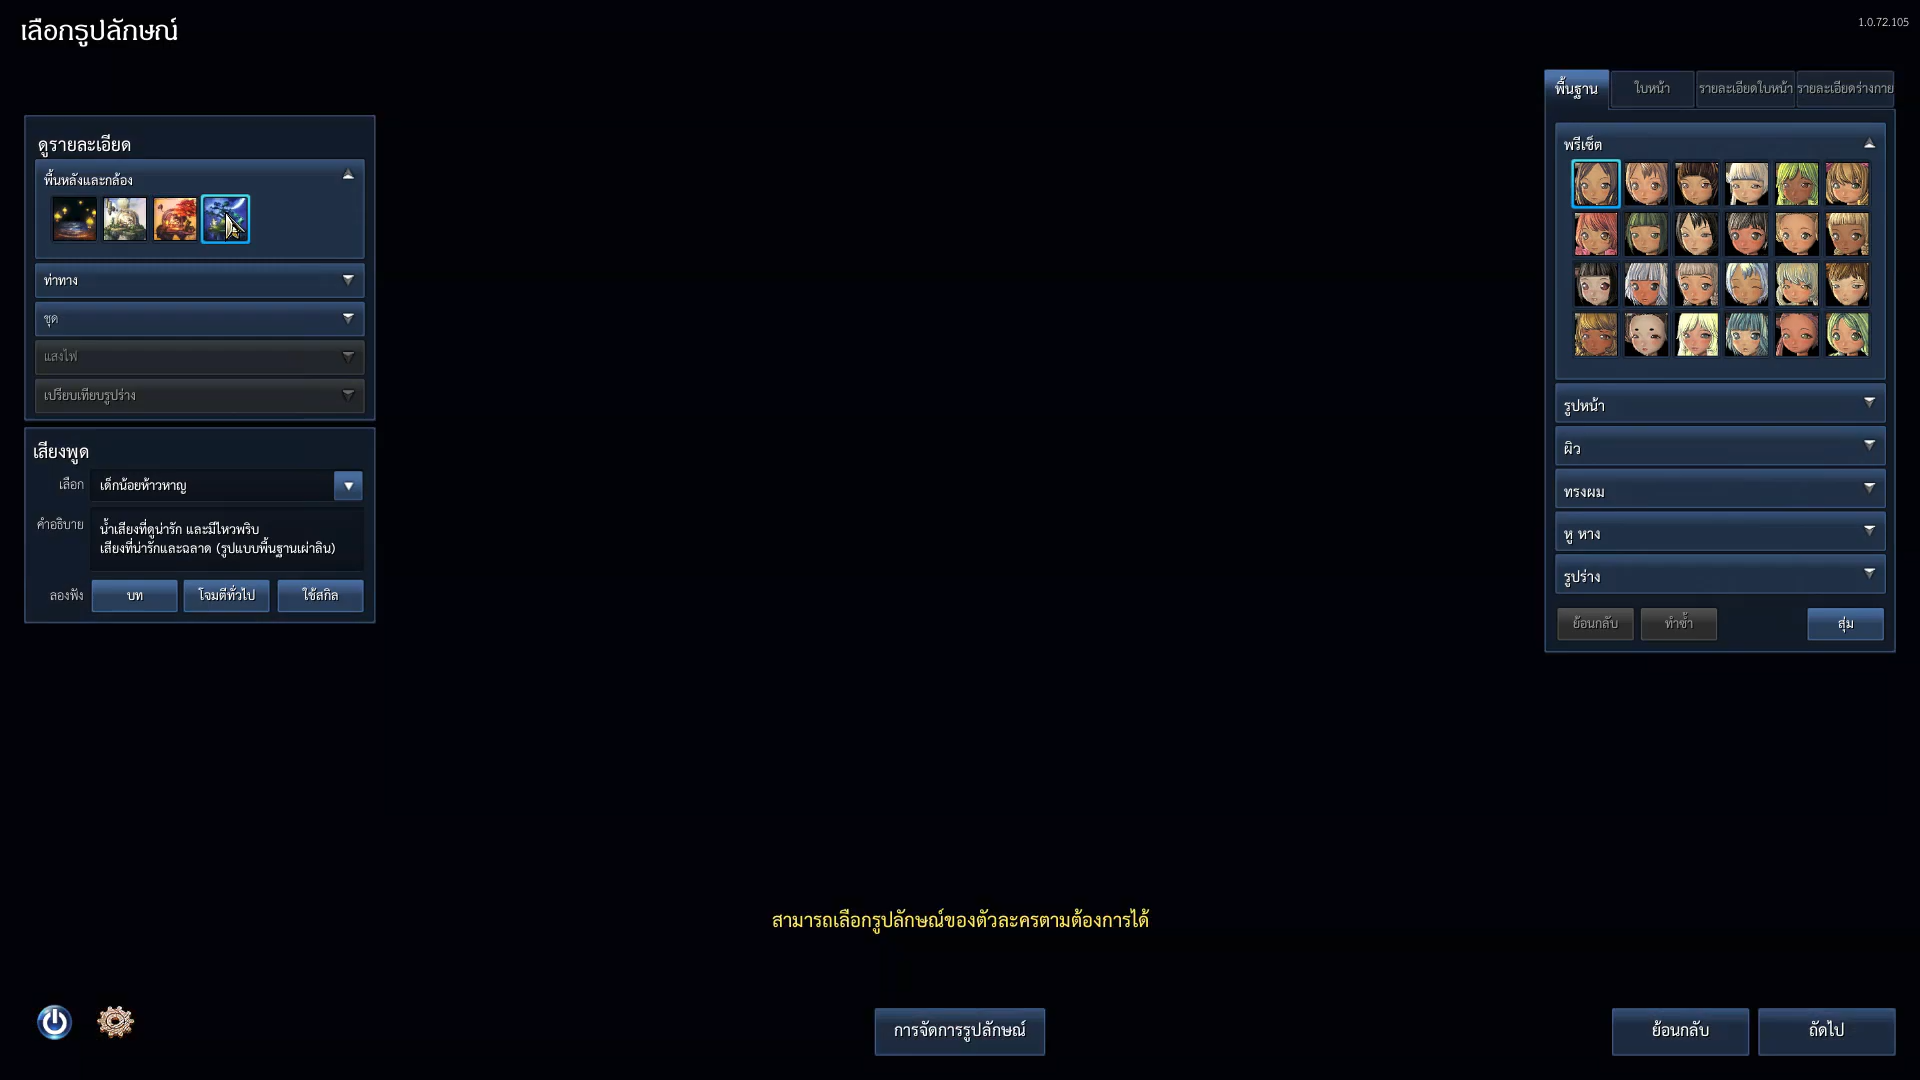 เลือกรูปลักษณ์
1.0.72.105
ดูรายละเอียด
พื้นหลังและกล้อง
ท่าทาง
ชุด
แสงไฟ
เปรียบเทียบรูปร่าง
เสียงพูด
เลือก เด็กน้อยห้าวหาญ
คำอธิบาย น้ำเสียงที่ดูน่ารัก และมีไหวพริบ
เสียงที่น่ารักและฉลาด (รูปแบบพื้นฐานเผ่าลิน)
ลองฟัง บท โจมตีทั่วไป ใช้สกิล
พื้นฐาน ใบหน้า รายละเอียดใบหน้า รายละเอียดร่างกาย
พรีเซ็ต
รูปหน้า
ผิว
ทรงผม
หู หาง
รูปร่าง
ย้อนกลับ ทำซ้ำ สุ่ม
สามารถเลือกรูปลักษณ์ของตัวละครตามต้องการได้
การจัดการรูปลักษณ์
ย้อนกลับ ถัดไป